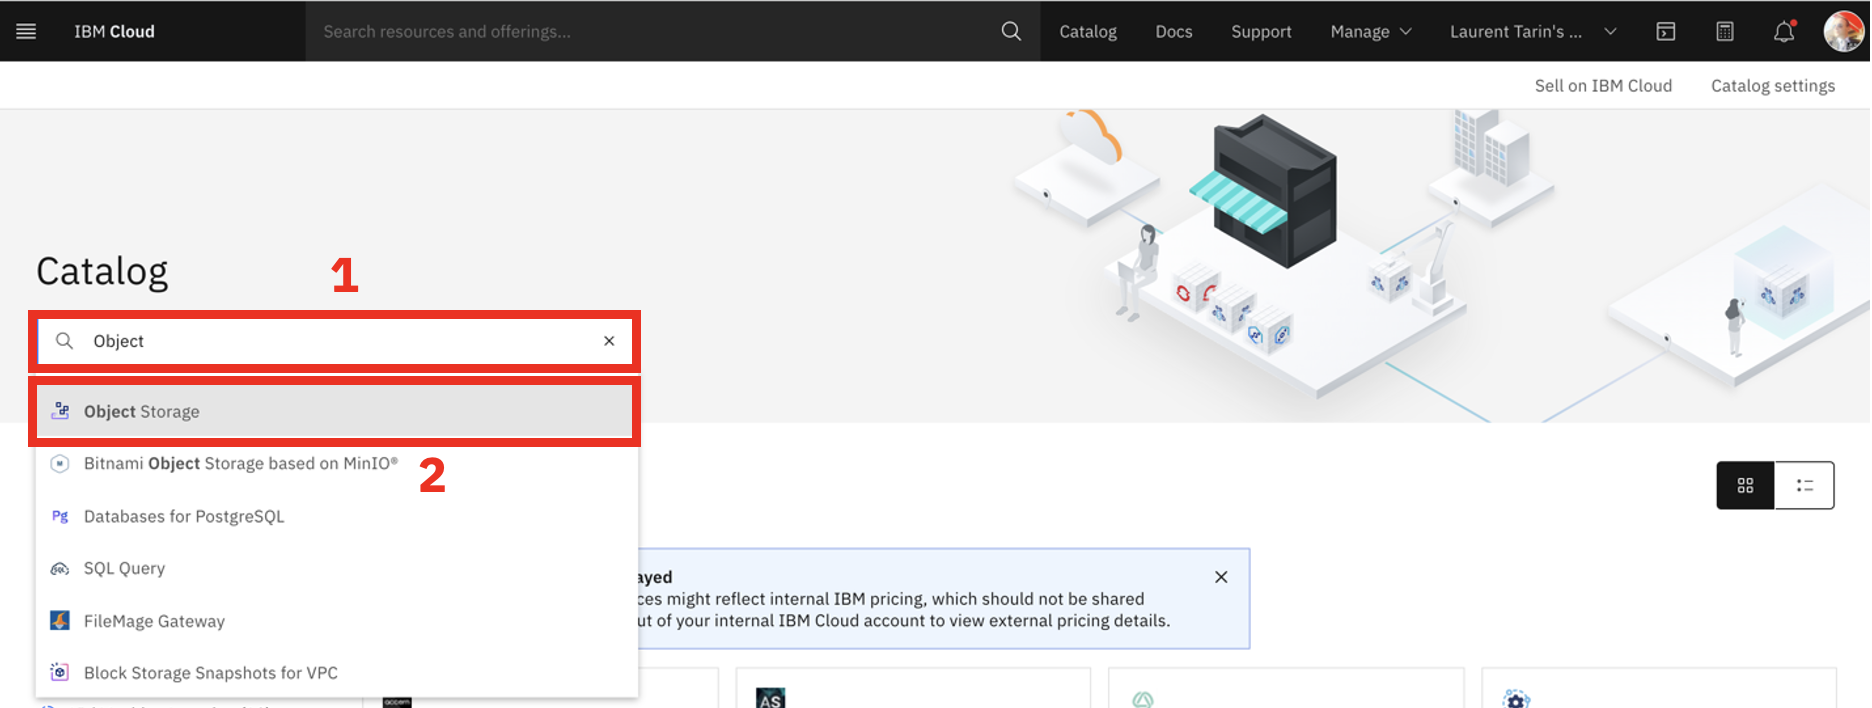 IBM Cloud
Search resources and offerings...
Catalog
Docs
Support
Manage
Laurent Tarin's ...
Sell on IBM Cloud
Catalog settings
Catalog
1
Object
Object Storage
Bitnami Object Storage based on MinIO®
2
Pg Databases for PostgreSQL
SQL Query
FileMage Gateway
Block Storage Snapshots for VPC
ayed
ces might reflect internal IBM pricing, which should not be shared
ut of your internal IBM Cloud account to view external pricing details.
AS